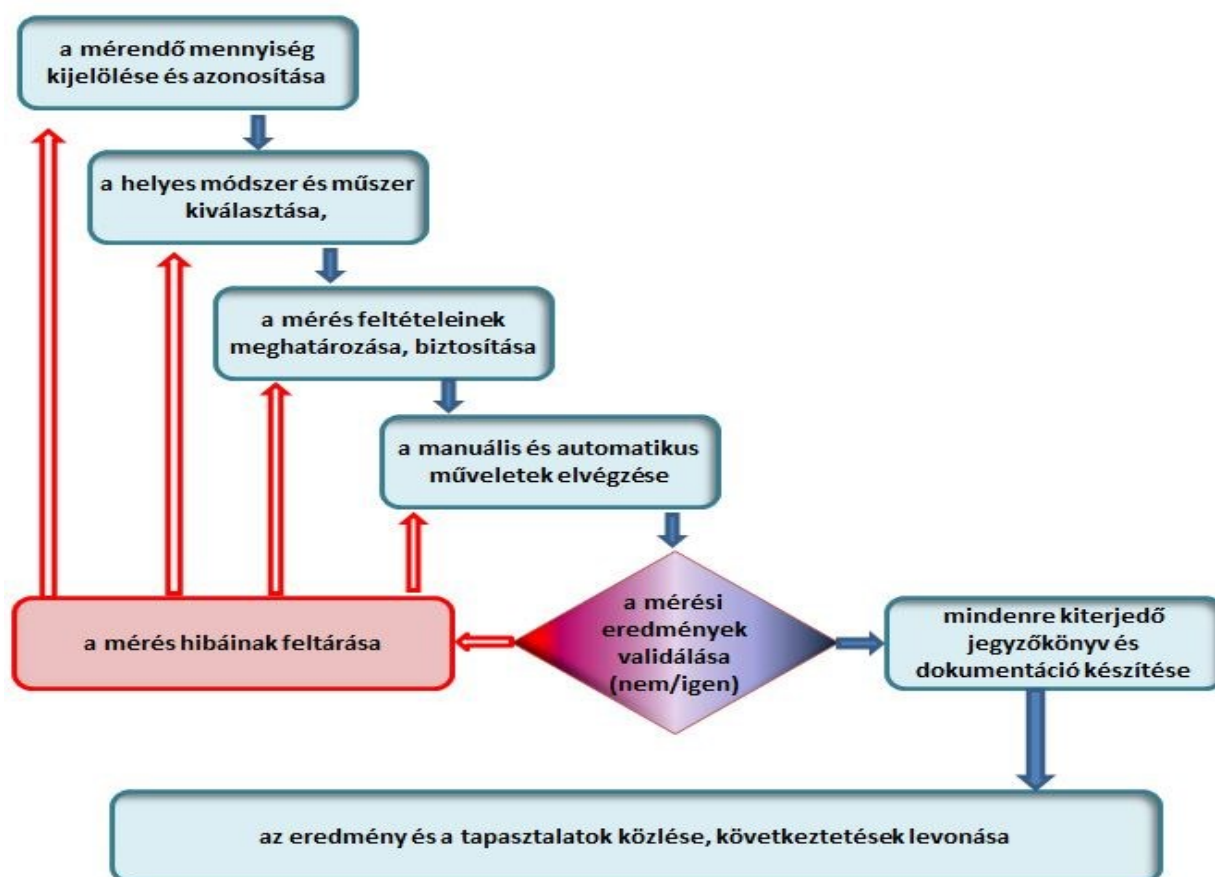 a mérendő mennyiség
kijelölése és azonosítása
a helyes módszer és műszer
kiválasztása,
a mérés feltételeinek
meghatározása, biztosítása
a manuális és automatikus
műveletek elvégzése
a mérési
eredmények
validálása
(nem/igen)
a mérés hibáinak feltárása
mindenre kiterjedő
jegyzőkönyv és
dokumentáció készítése
az eredmény és a tapasztalatok közlése, következtetések levonása